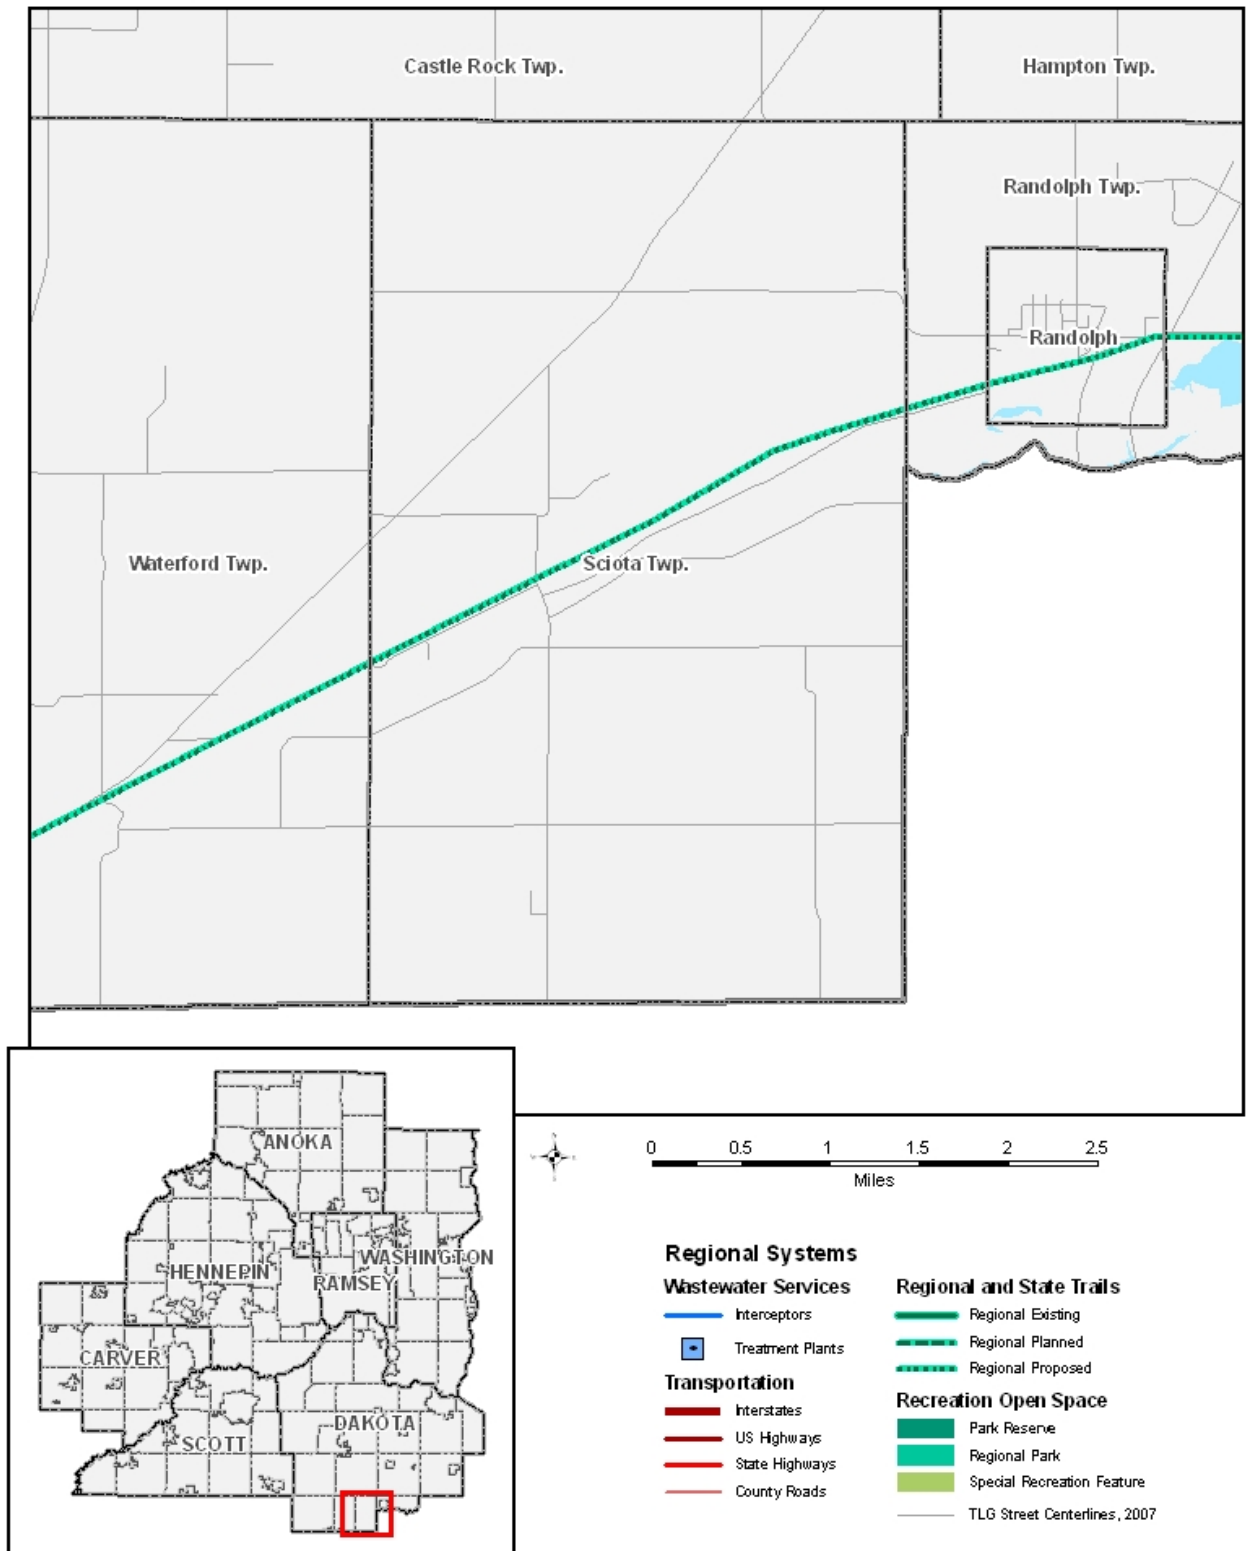 Castle Rock Twp.
Hampton Twp.
Randolph Twp.
Randolph
Waterford Twp.
Sciota Twp.
ANOKA
WASHINGTON
HENNEPIN
RAMSEY
CARVER
DAKOTA
SCOTT
0 0.5 1 1.5 2 2.5
Miles
Regional Systems
Wastewater Services
Interceptors
Treatment Plants
Transportation
Interstates
US Highways
State Highways
County Roads
Regional and State Trails
Regional Existing
Regional Planned
Regional Proposed
Recreation Open Space
Park Reserve
Regional Park
Special Recreation Feature
TLG Street Centerlines, 2007